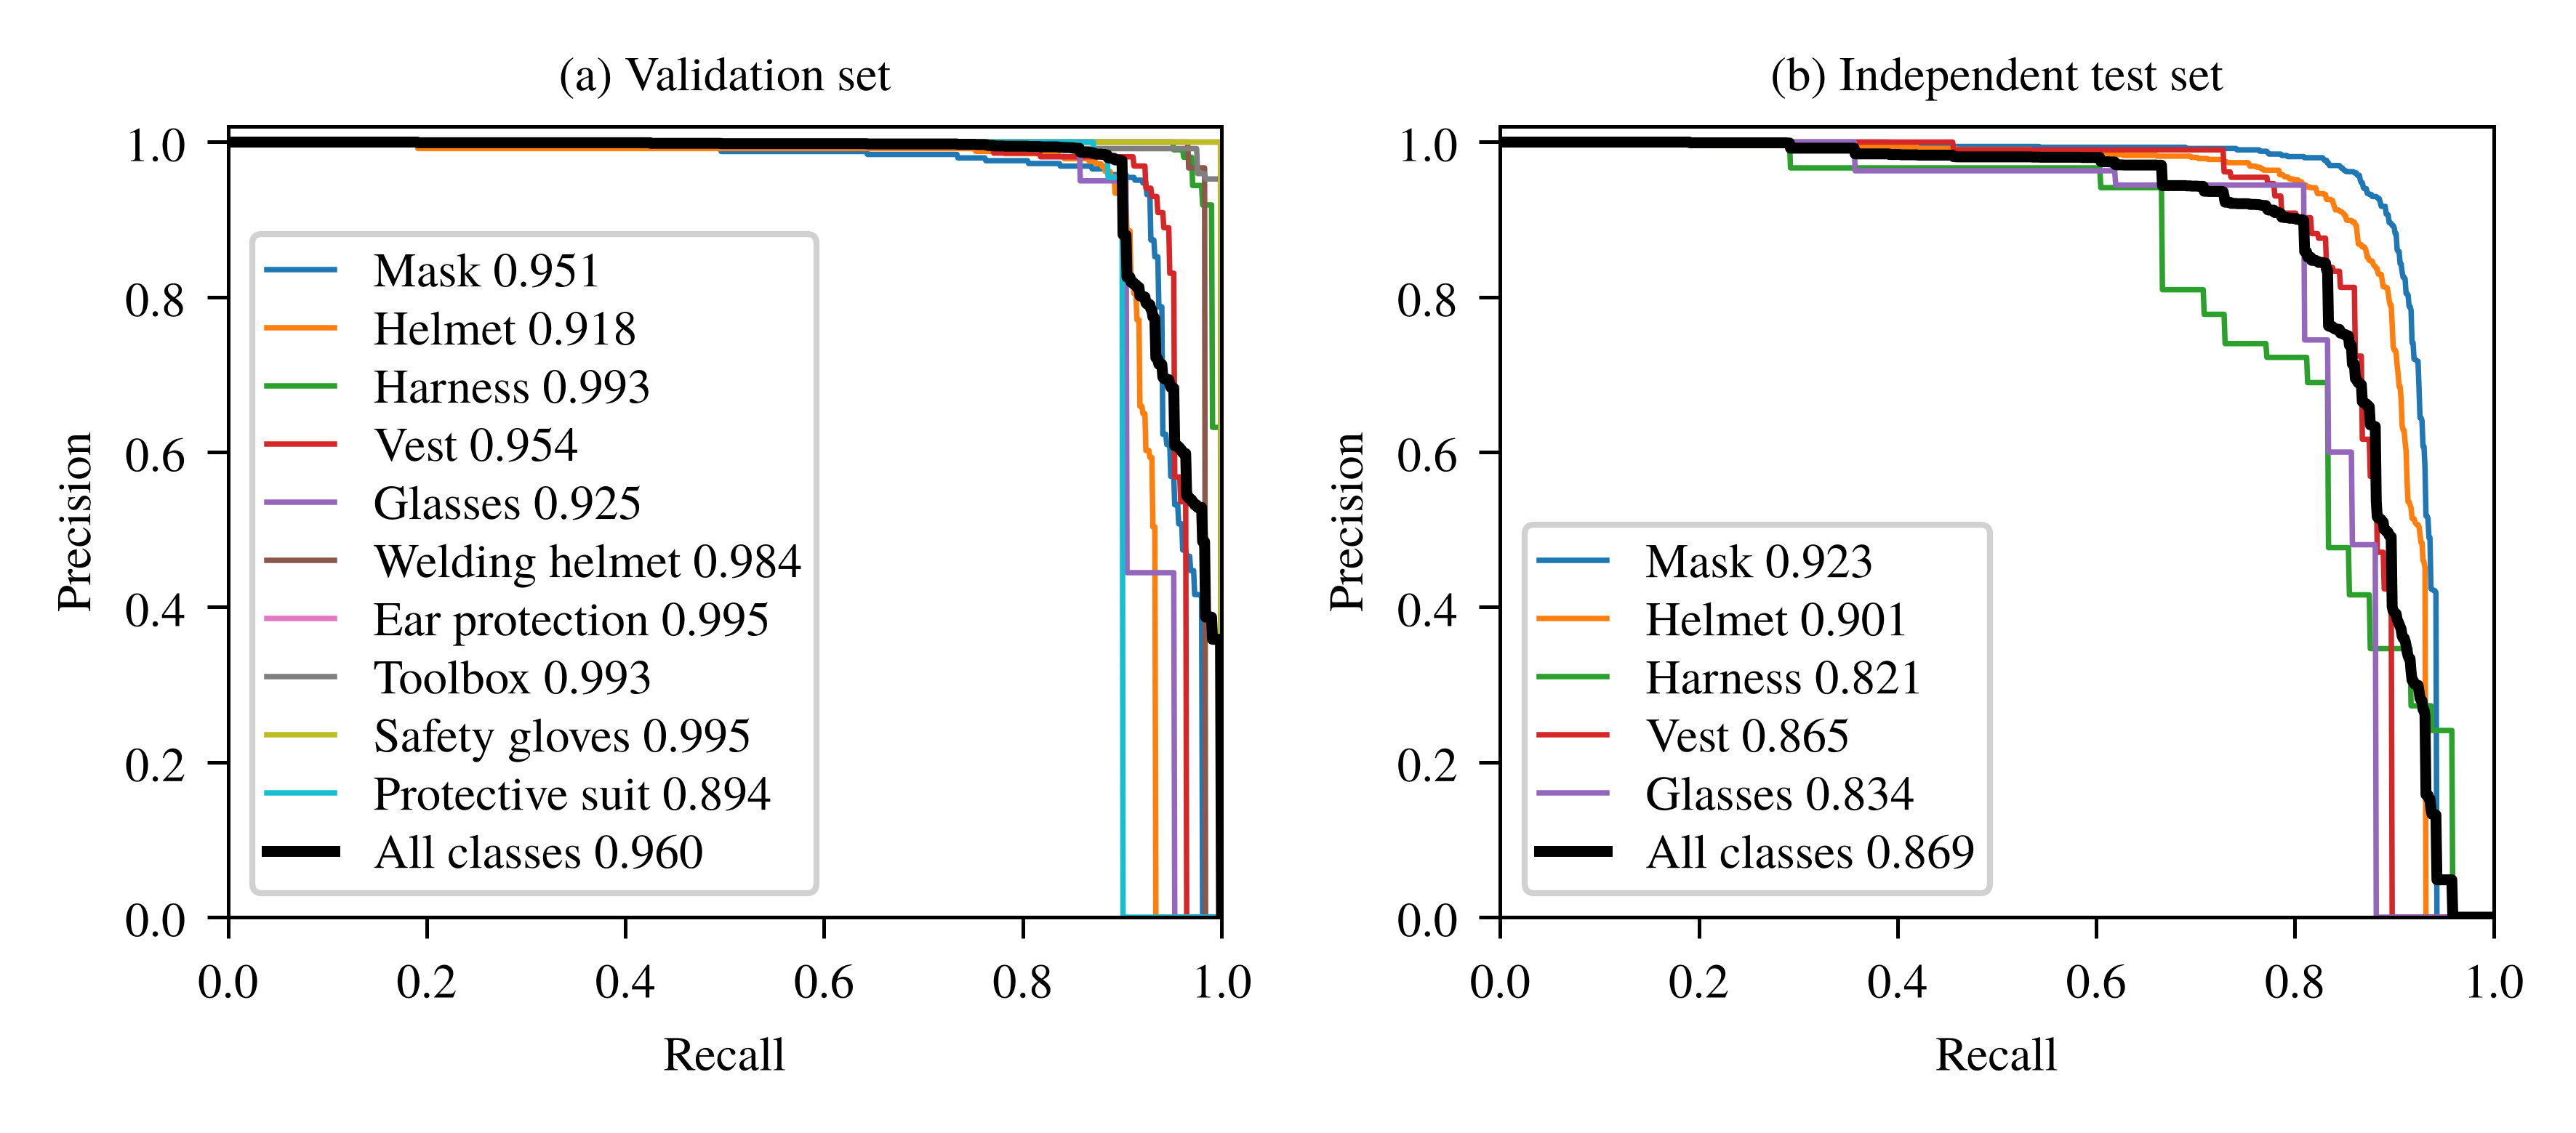 (a) Validation set
1.0
0.8
0.6
0.4
0.2
0.0
Precision
Mask 0.951
Helmet 0.918
Harness 0.993
Vest 0.954
Glasses 0.925
Welding helmet 0.984
Ear protection 0.995
Toolbox 0.993
Safety gloves 0.995
Protective suit 0.894
All classes 0.960
0.0 0.2 0.4 0.6 0.8 1.0
Recall
(b) Independent test set
1.0
0.8
0.6
0.4
0.2
0.0
Precision
Mask 0.923
Helmet 0.901
Harness 0.821
Vest 0.865
Glasses 0.834
All classes 0.869
0.0 0.2 0.4 0.6 0.8 1.0
Recall